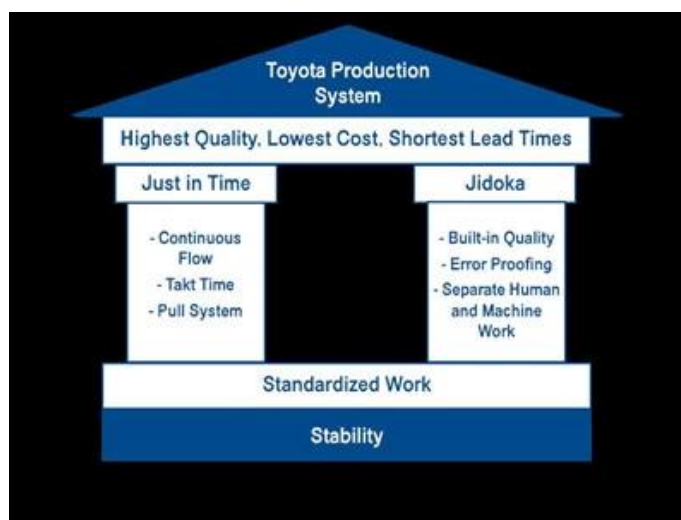 Toyota Production
System
Highest Quality, Lowest Cost, Shortest Lead Times
Just in Time
- Continuous
Flow
- Takt Time
- Pull System
Jidoka
- Built-in Quality
- Error Proofing
- Separate Human
and Machine
Work
Standardized Work
Stability